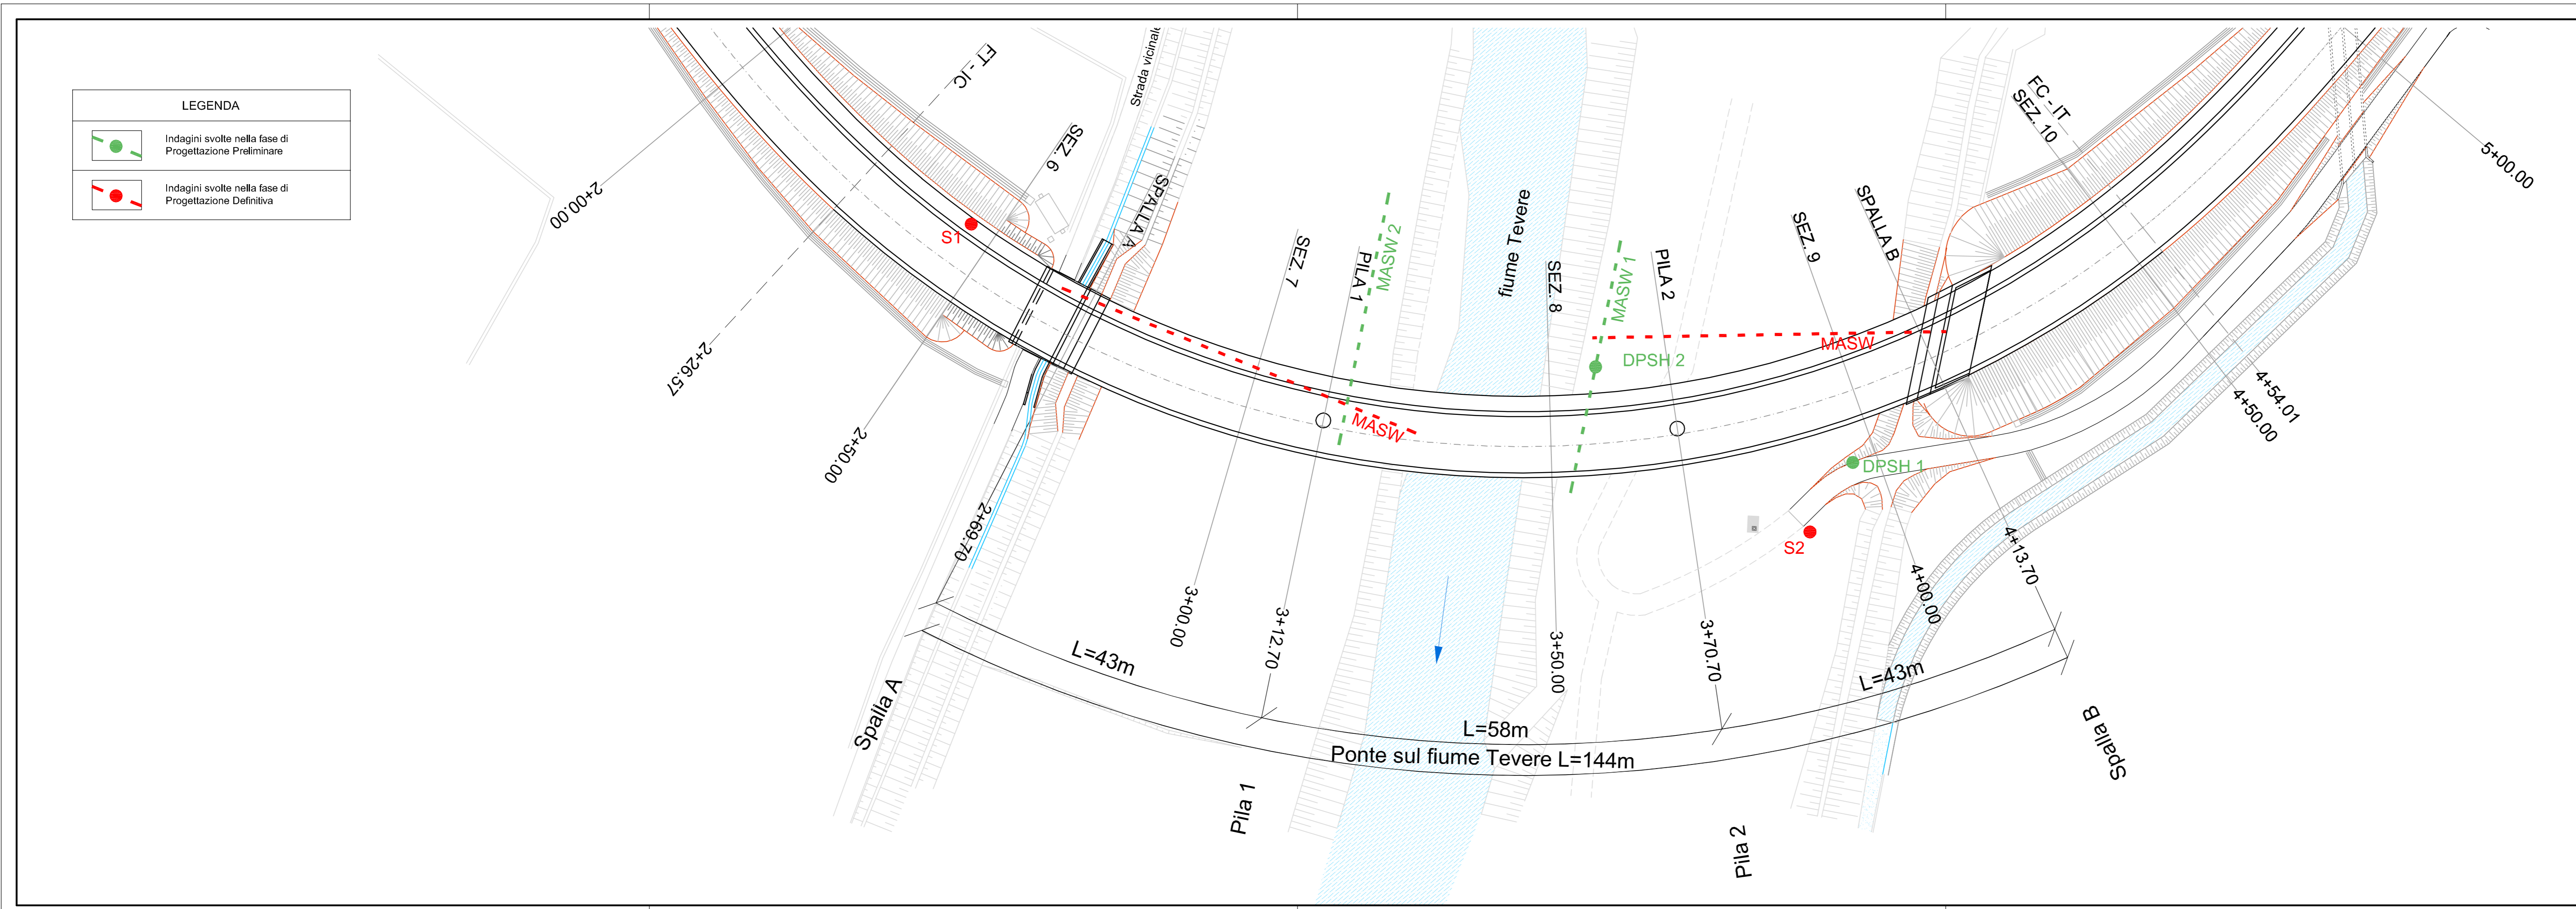 LEGENDA
Indagini svolte nella fase di
Progettazione Preliminare
Indagini svolte nella fase di
Progettazione Definitiva
2+00.00
FT - IC
2+26.57
SEZ. 6
2+50.00
S1
Strada vicinale
SPALLA A
2+69.70
SEZ. 7
3+00.00
PILA 1
3+12.70
MASW 2
MASW
fiume Tevere
SEZ. 8
3+50.00
MASW 1
DPSH 2
PILA 2
3+70.70
MASW
SEZ. 9
4+00.00
SPALLA B
4+13.70
DPSH 1
S2
FC - IT
SEZ. 10
4+54.01
4+50.00
5+00.00
L=43m
L=58m
L=43m
Ponte sul fiume Tevere L=144m
Spalla A
Pila 1
Pila 2
Spalla B